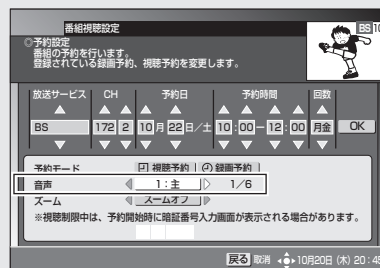 番組視聴設定
BS 10
◎予約設定
番組の予約を行います。
登録されている録画予約、視聴予約を変更します。
放送サービス CH 予約日 予約時間 回数
BS 172 2 10月22日/土 10:00-12:00 月金 OK
予約モード 視聴予約 録画予約
音声 1:主 1/6
ズーム ズームオフ
※視聴制限中は、予約開始時に暗証番号入力画面が表示される場合があります。
戻る 取消 10月20日(木)20:45